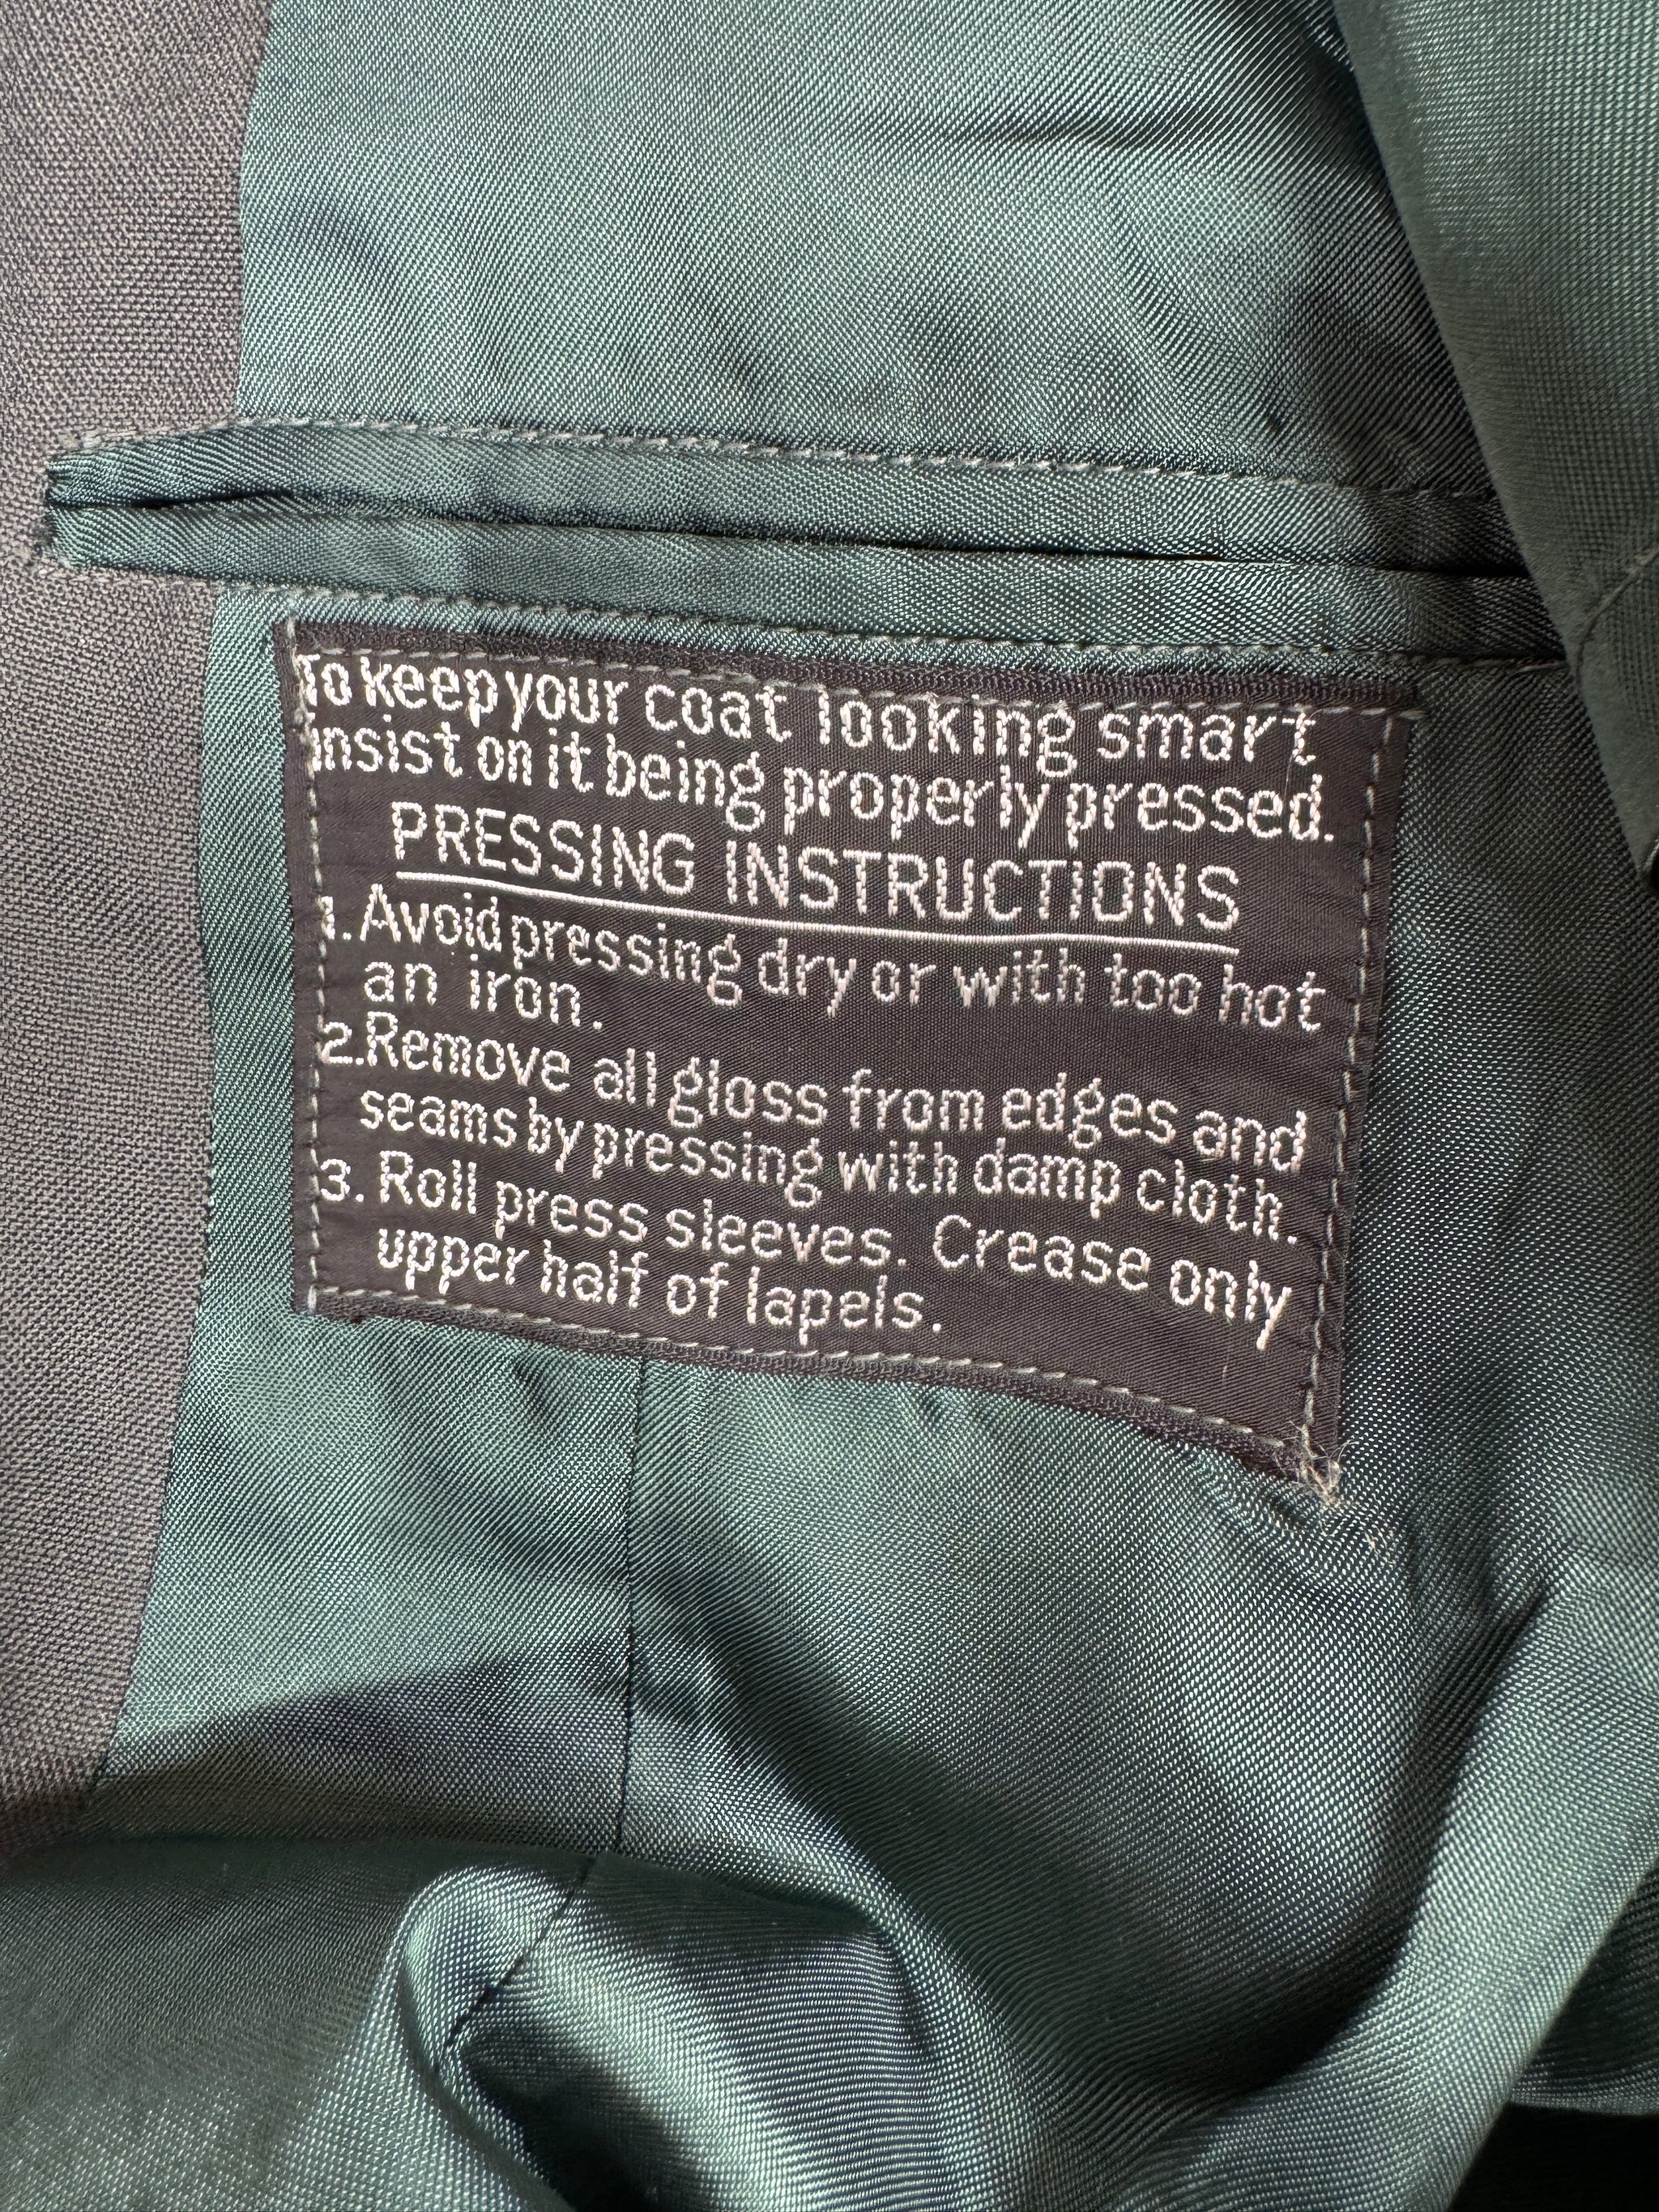 To keep your coat looking smart
insist on it being properly pressed.
PRESSING INSTRUCTIONS
1. Avoid pressing dry or with too hot
an iron.
2. Remove all gloss from edges and
seams by pressing with damp cloth.
3. Roll press sleeves. Crease only
upper half of lapels.